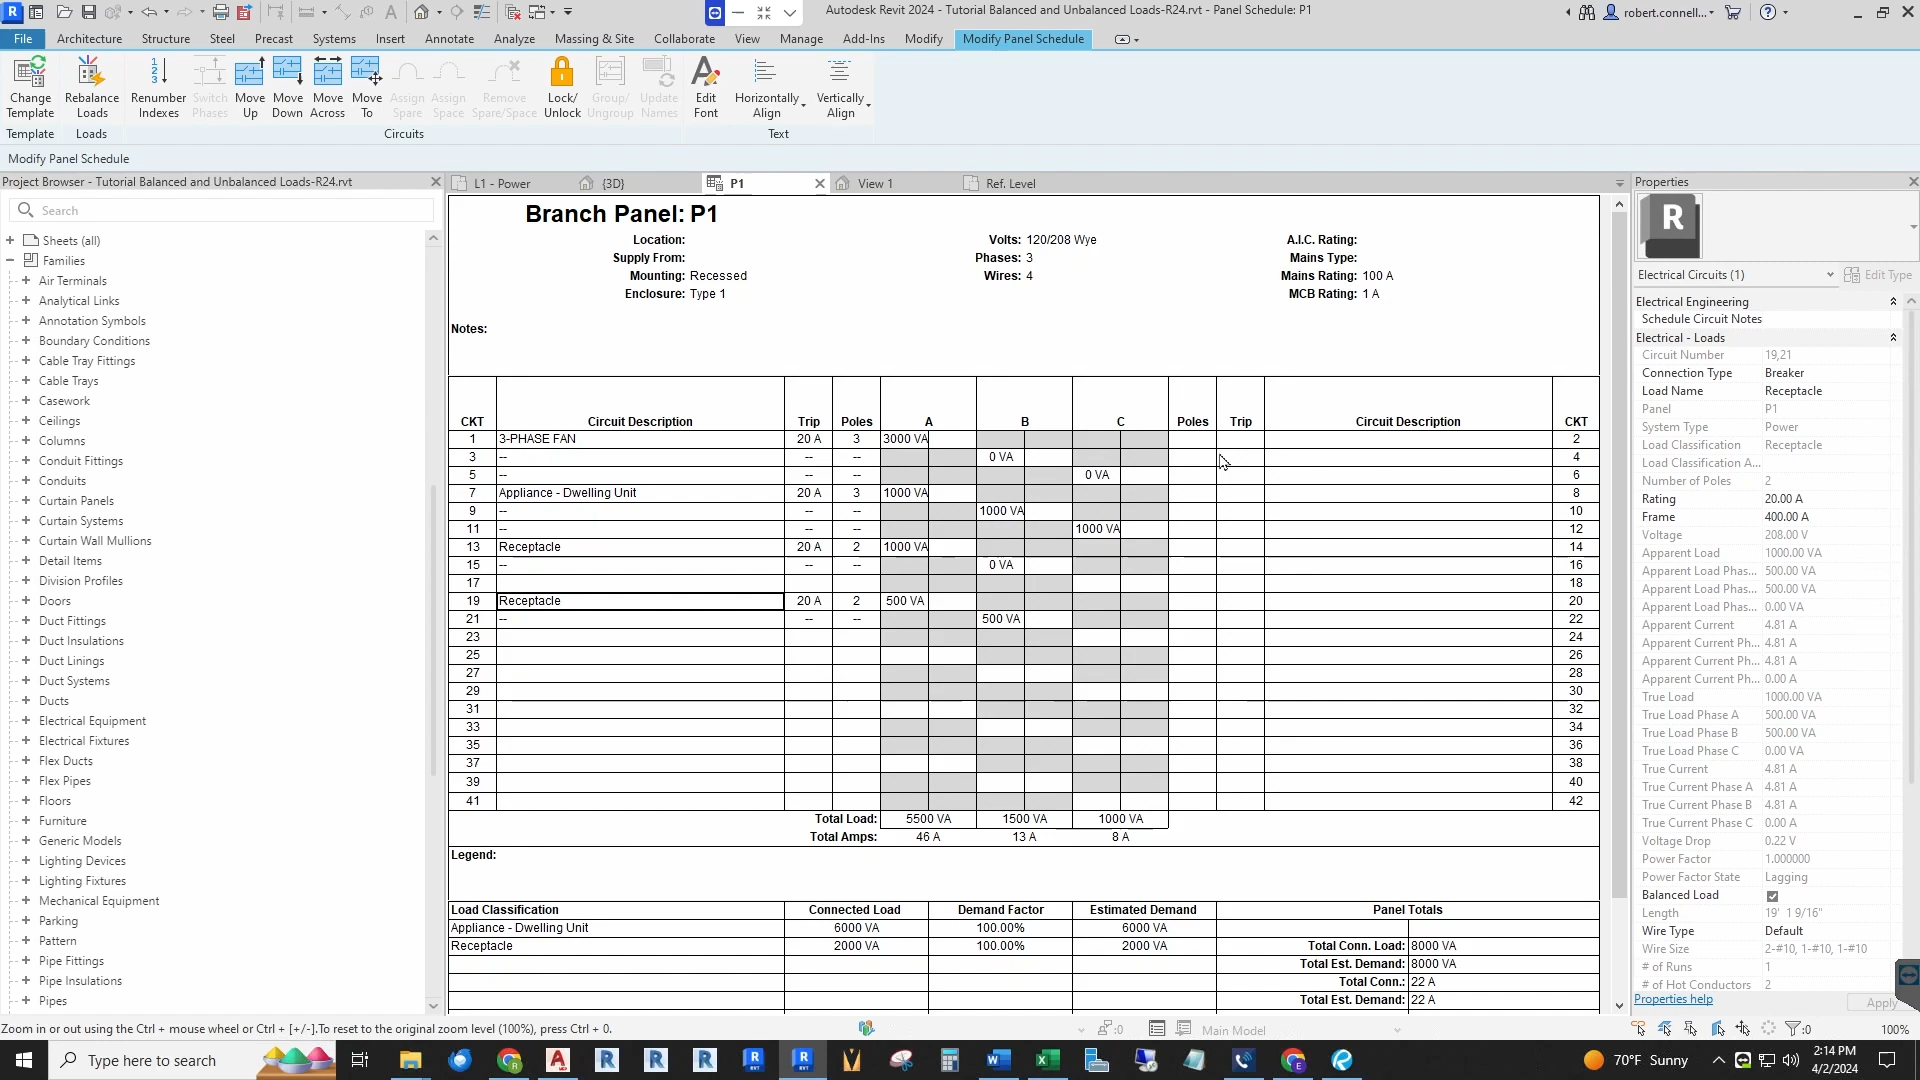 Autodesk Revit 2024 - Tutorial Balanced and Unbalanced Loads-R24.rvt - Panel Schedule: P1
robert.connell...
File Architecture Structure Steel Precast Systems Insert Annotate Analyze Massing & Site Collaborate View Manage Add-Ins Modify Modify Panel Schedule
Change Template
Rebalance Loads
Renumber Indexes
Switch Phases
Move Up
Move Down
Move Across
Move To
Assign Spare
Assign Space
Remove Spare/Space
Lock/ Unlock
Group/ Ungroup
Update Names
Edit Font
Horizontally Align
Vertically Align
Template Loads Circuits Text
Modify Panel Schedule
Project Browser - Tutorial Balanced and Unbalanced Loads-R24.rvt
Search
Sheets (all)
Families
Air Terminals
Analytical Links
Annotation Symbols
Boundary Conditions
Cable Tray Fittings
Cable Trays
Casework
Ceilings
Columns
Conduit Fittings
Conduits
Curtain Panels
Curtain Systems
Curtain Wall Mullions
Detail Items
Division Profiles
Doors
Duct Fittings
Duct Insulations
Duct Linings
Duct Systems
Ducts
Electrical Equipment
Electrical Fixtures
Flex Ducts
Flex Pipes
Floors
Furniture
Generic Models
Lighting Devices
Lighting Fixtures
Mechanical Equipment
Parking
Pattern
Pipe Fittings
Pipe Insulations
Pipes
L1 - Power {3D} P1 View 1 Ref. Level
Branch Panel: P1
Location: Volts: 120/208 Wye A.I.C. Rating:
Supply From: Phases: 3 Mains Type:
Mounting: Recessed Wires: 4 Mains Rating: 100 A
Enclosure: Type 1 MCB Rating: 1 A
Notes:
CKT Circuit Description Trip Poles A B C Poles Trip Circuit Description CKT
1 3-PHASE FAN 20 A 3 3000 VA 2
3 -- -- -- 0 VA 4
5 -- -- -- 0 VA 6
7 Appliance - Dwelling Unit 20 A 3 1000 VA 8
9 -- -- -- 1000 VA 10
11 -- -- -- 1000 VA 12
13 Receptacle 20 A 2 1000 VA 14
15 -- -- -- 0 VA 16
17 18
19 Receptacle 20 A 2 500 VA 20
21 -- -- -- 500 VA 22
23 24
25 26
27 28
29 30
31 32
33 34
35 36
37 38
39 40
41 42
Total Load: 5500 VA 1500 VA 1000 VA
Total Amps: 46 A 13 A 8 A
Legend:
Load Classification Connected Load Demand Factor Estimated Demand Panel Totals
Appliance - Dwelling Unit 6000 VA 100.00% 6000 VA
Receptacle 2000 VA 100.00% 2000 VA Total Conn. Load: 8000 VA
Total Est. Demand: 8000 VA
Total Conn.: 22 A
Total Est. Demand: 22 A
Properties
R
Electrical Circuits (1) Edit Type
Electrical Engineering
Schedule Circuit Notes
Electrical - Loads
Circuit Number 19,21
Connection Type Breaker
Load Name Receptacle
Panel P1
System Type Power
Load Classification Receptacle
Load Classification A...
Number of Poles 2
Rating 20.00 A
Frame 400.00 A
Voltage 208.00 V
Apparent Load 1000.00 VA
Apparent Load Phas... 500.00 VA
Apparent Load Phas... 500.00 VA
Apparent Load Phas... 0.00 VA
Apparent Current 4.81 A
Apparent Current Ph... 4.81 A
Apparent Current Ph... 4.81 A
Apparent Current Ph... 0.00 A
True Load 1000.00 VA
True Load Phase A 500.00 VA
True Load Phase B 500.00 VA
True Load Phase C 0.00 VA
True Current 4.81 A
True Current Phase A 4.81 A
True Current Phase B 4.81 A
True Current Phase C 0.00 A
Voltage Drop 0.22 V
Power Factor 1.000000
Power Factor State Lagging
Balanced Load
Length 19' 1 9/16"
Wire Type Default
Wire Size 2-#10, 1-#10, 1-#10
# of Runs 1
# of Hot Conductors 2
Properties help Apply
Zoom in or out using the Ctrl + mouse wheel or Ctrl + [+/-].To reset to the original zoom level (100%), press Ctrl + 0.
:0 Main Model :0 100%
Type here to search
70°F Sunny
2:14 PM
4/2/2024